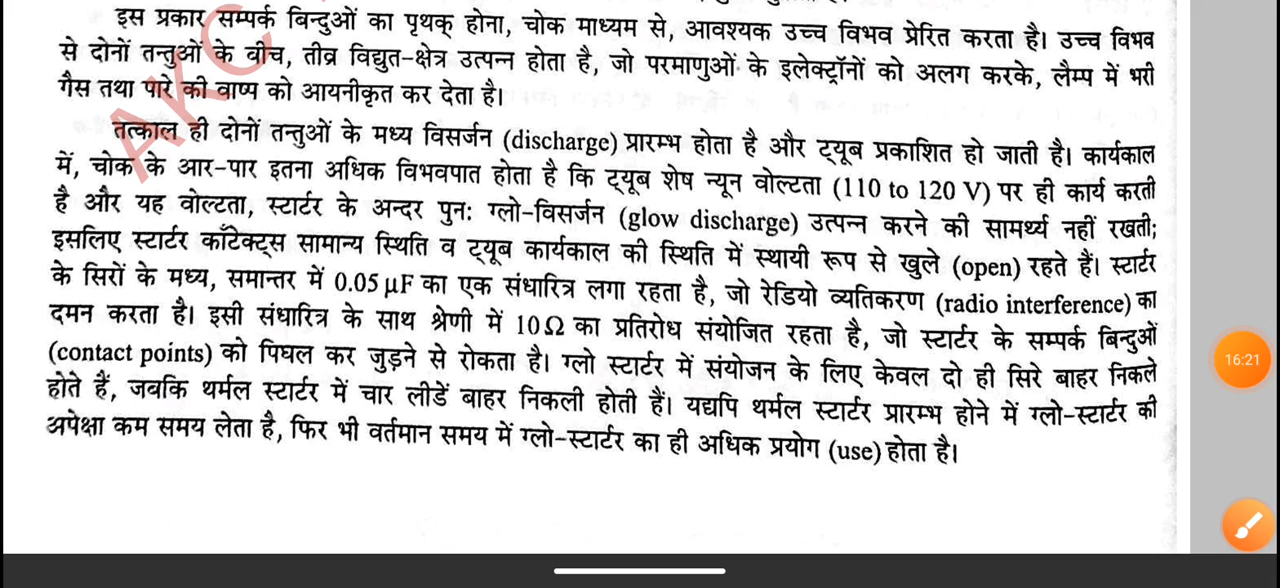 इस प्रकार सम्पर्क बिन्दुओं का पृथक् होना, चोक माध्यम से, आवश्यक उच्च विभव प्रेरित करता है। उच्च विभव
से दोनों तन्तुओं के बीच, तीव्र विद्युत-क्षेत्र उत्पन्न होता है, जो परमाणुओं के इलेक्ट्रॉनों को अलग करके, लैम्प में भरी
गैस तथा पारे की वाष्प को आयनीकृत कर देता है।
तत्काल ही दोनों तन्तुओं के मध्य विसर्जन (discharge) प्रारम्भ होता है और ट्यूब प्रकाशित हो जाती है। कार्यकाल
में, चोक के आर-पार इतना अधिक विभवपात होता है कि ट्यूब शेष न्यून वोल्टता (110 to 120 V) पर ही कार्य करती
है और यह वोल्टता, स्टार्टर के अन्दर पुनः ग्लो-विसर्जन (glow discharge) उत्पन्न करने की सामर्थ्य नहीं रखती;
इसलिए स्टार्टर काँटेक्ट्स सामान्य स्थिति व ट्यूब कार्यकाल की स्थिति में स्थायी रूप से खुले (open) रहते हैं। स्टार्टर
के सिरों के मध्य, समान्तर में 0.05 μF का एक संधारित्र लगा रहता है, जो रेडियो व्यतिकरण (radio interference) का
दमन करता है। इसी संधारित्र के साथ श्रेणी में 10Ω का प्रतिरोध संयोजित रहता है, जो स्टार्टर के सम्पर्क बिन्दुओं
(contact points) को पिघल कर जुड़ने से रोकता है। ग्लो स्टार्टर में संयोजन के लिए केवल दो ही सिरे बाहर निकले
होते हैं, जबकि थर्मल स्टार्टर में चार लीडें बाहर निकली होती हैं। यद्यपि थर्मल स्टार्टर प्रारम्भ होने में ग्लो-स्टार्टर की
अपेक्षा कम समय लेता है, फिर भी वर्तमान समय में ग्लो-स्टार्टर का ही अधिक प्रयोग (use) होता है।
AKC
16:21